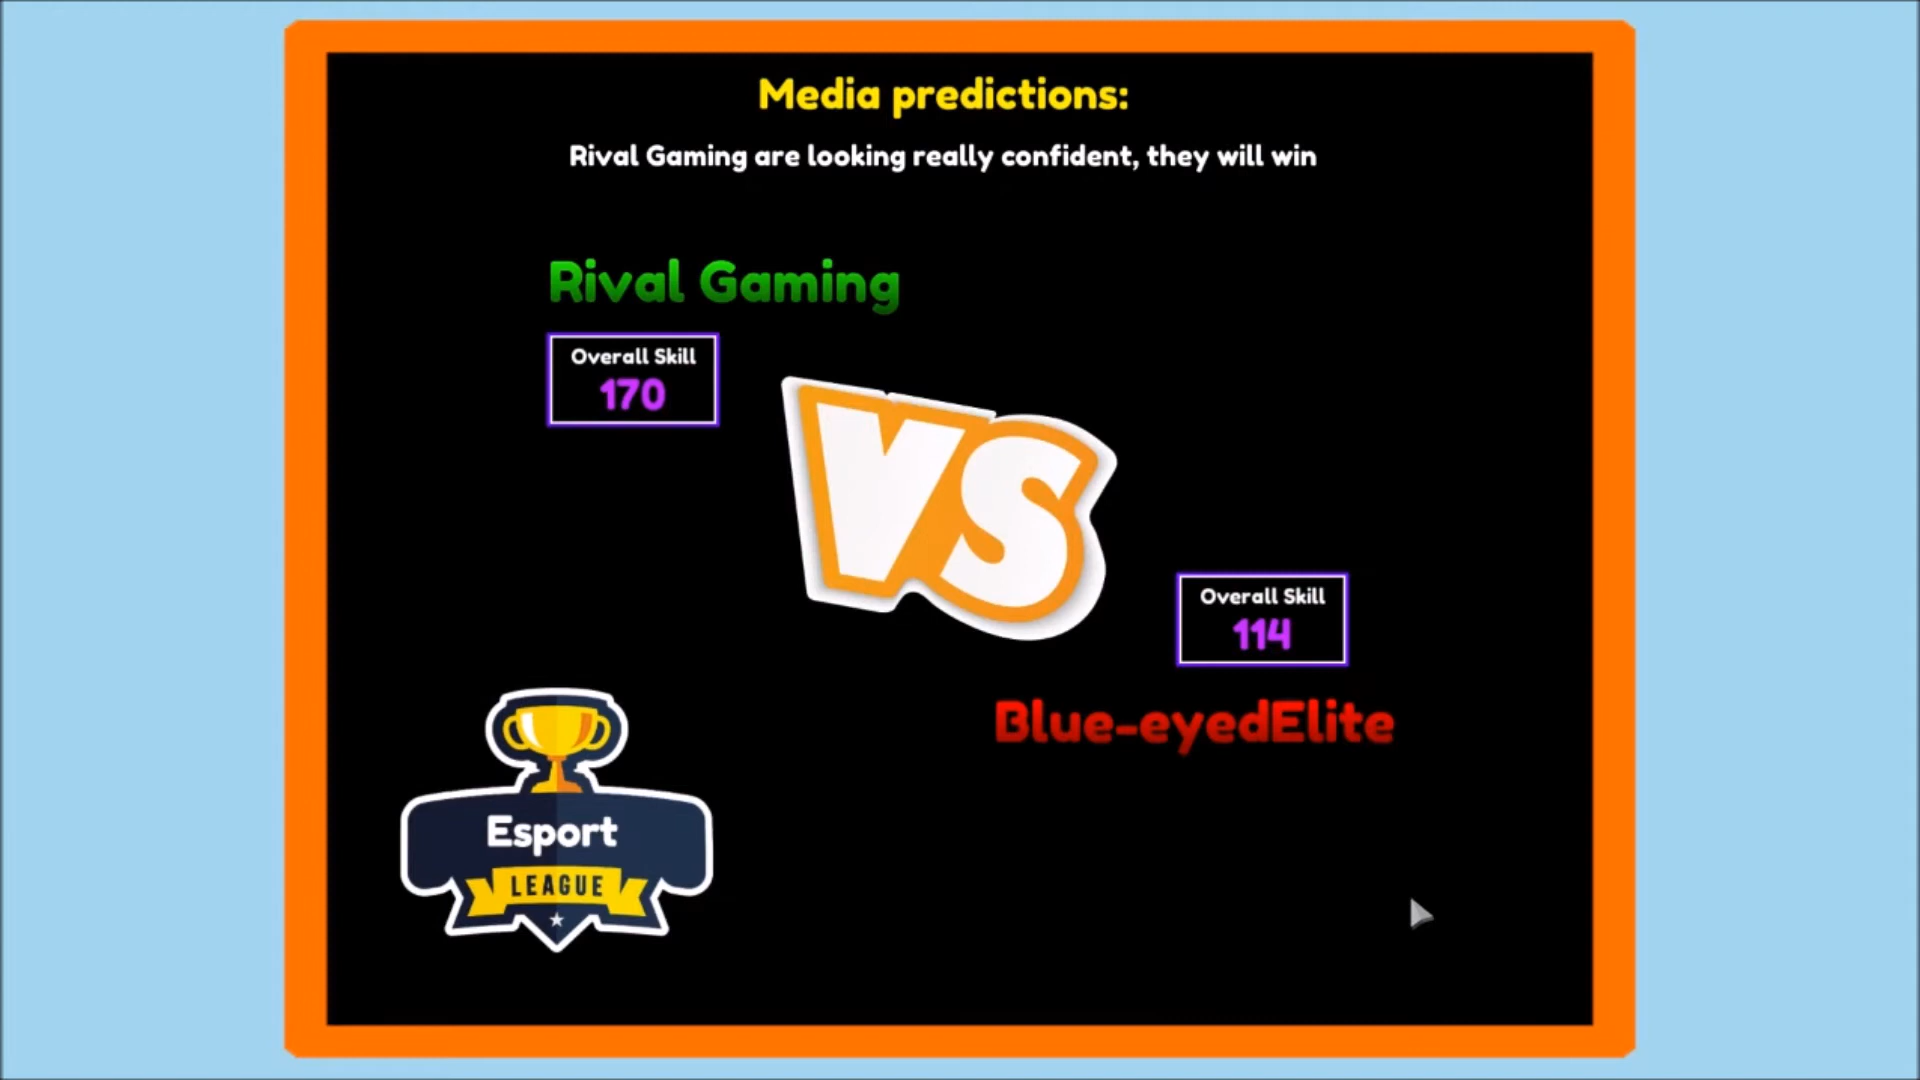 Media predictions:
Rival Gaming are looking really confident, they will win
Rival Gaming
Overall Skill
170
VS
Overall Skill
114
Blue-eyedElite
Esport
LEAGUE